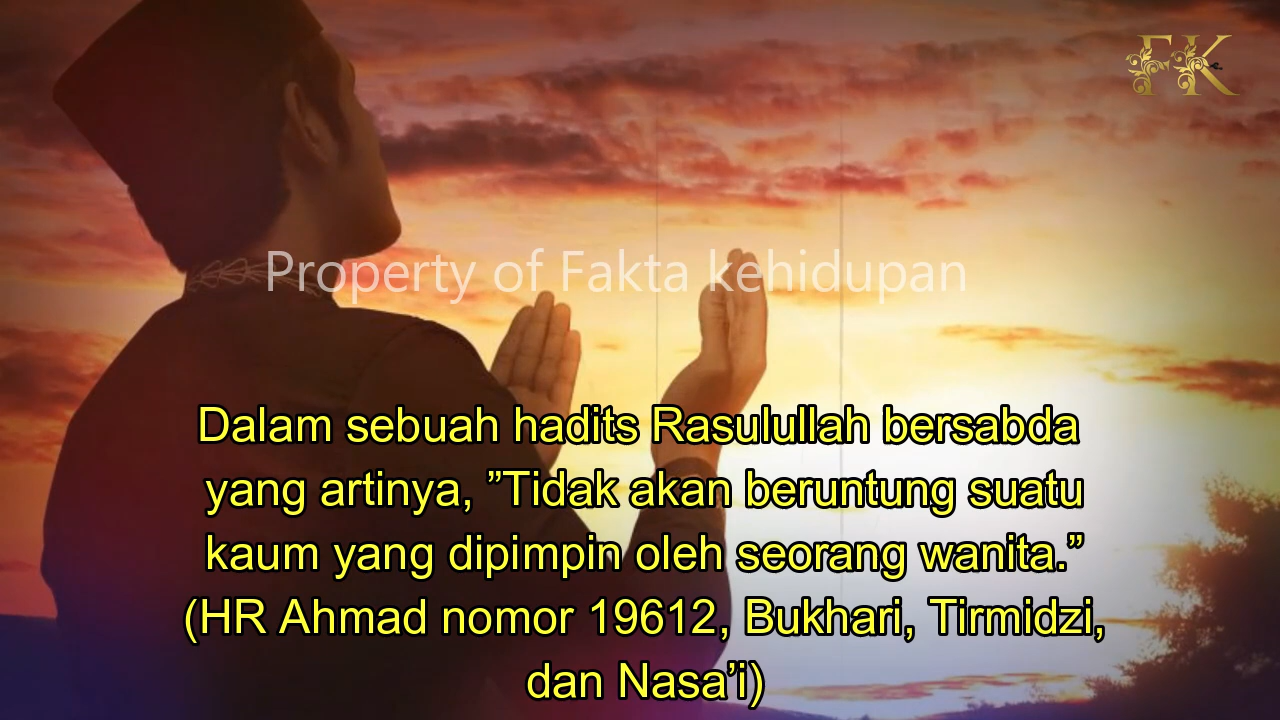 FK
Property of Fakta kehidupan
Dalam sebuah hadits Rasulullah bersabda
yang artinya, ”Tidak akan beruntung suatu
kaum yang dipimpin oleh seorang wanita.”
(HR Ahmad nomor 19612, Bukhari, Tirmidzi,
dan Nasa’i)